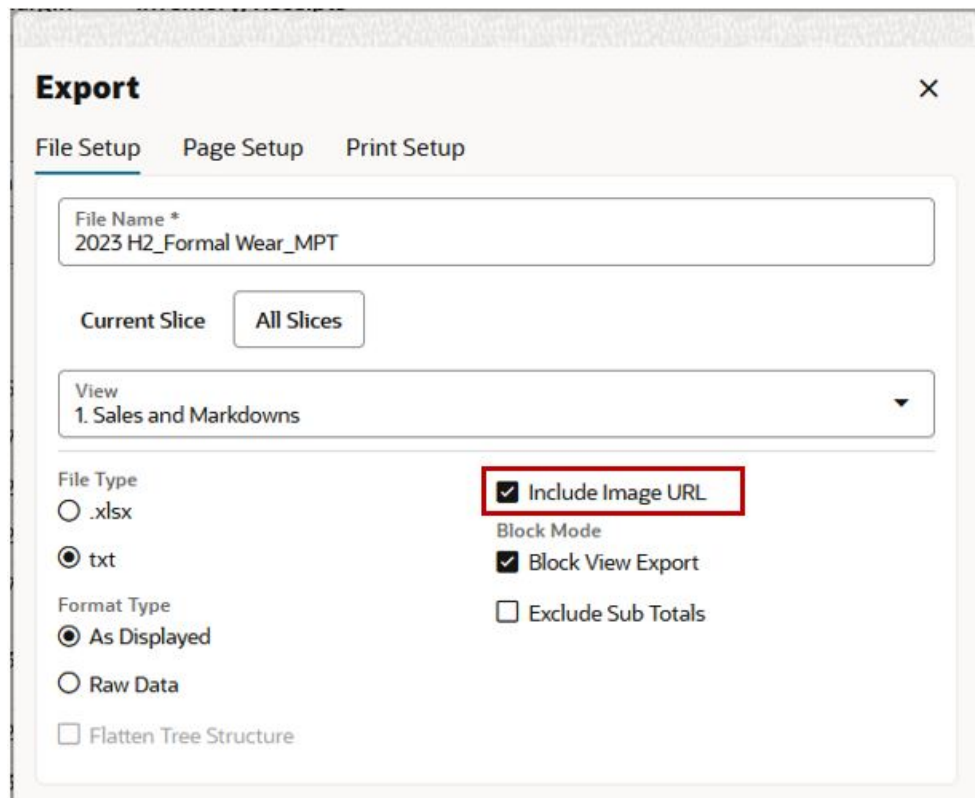 Export
File Setup Page Setup Print Setup
File Name *
2023 H2_Formal Wear_MPT
Current Slice All Slices
View
1. Sales and Markdowns
File Type
.xlsx
txt
Format Type
As Displayed
Raw Data
Flatten Tree Structure
Include Image URL
Block Mode
Block View Export
Exclude Sub Totals